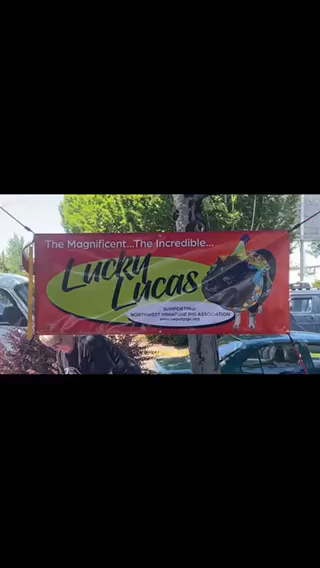 The Magnificent...The Incredible...
Lucky
Lucas
SUPPORTING
NORTHWEST MINIATURE PIG ASSOCIATION